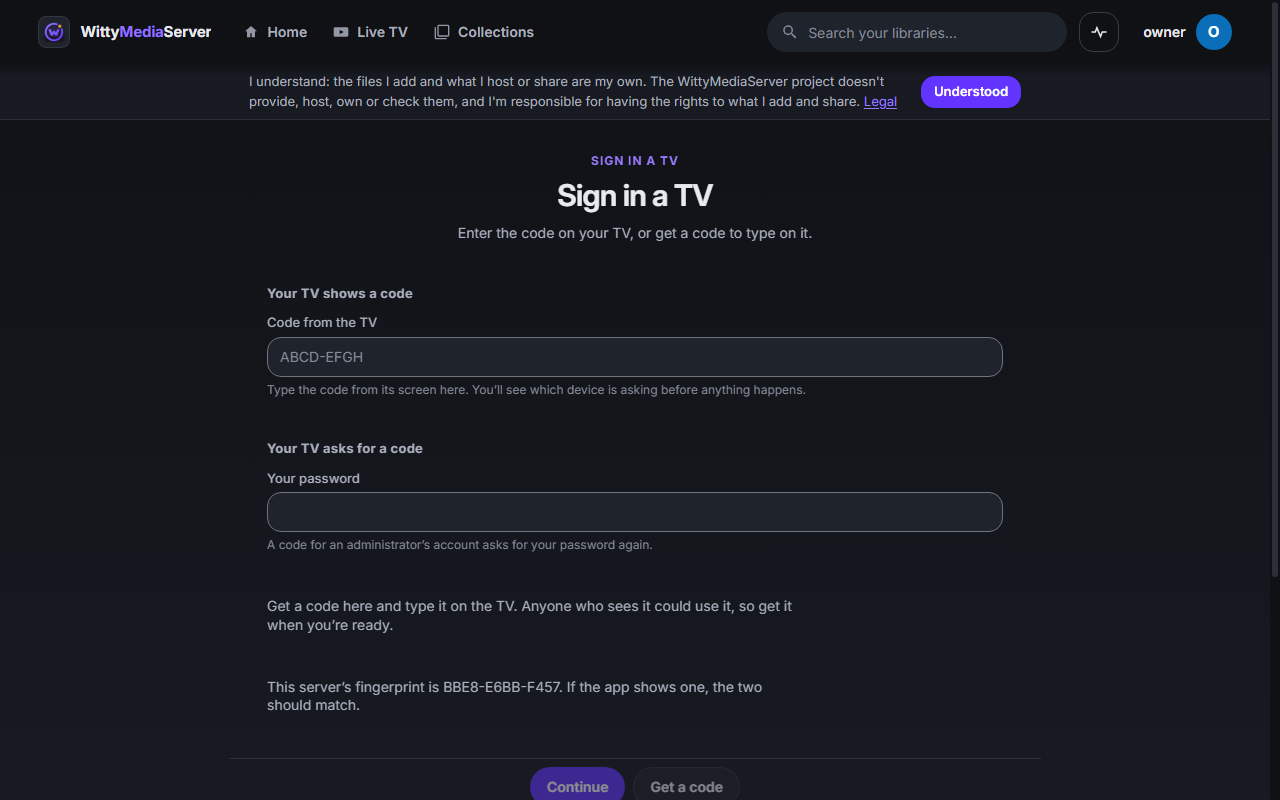 WittyMediaServer
Home
Live TV
Collections
Search your libraries...
owner
O
I understand: the files I add and what I host or share are my own. The WittyMediaServer project doesn't
provide, host, own or check them, and I'm responsible for having the rights to what I add and share. Legal
Understood
SIGN IN A TV
Sign in a TV
Enter the code on your TV, or get a code to type on it.
Your TV shows a code
Code from the TV
ABCD-EFGH
Type the code from its screen here. You’ll see which device is asking before anything happens.
Your TV asks for a code
Your password
A code for an administrator’s account asks for your password again.
Get a code here and type it on the TV. Anyone who sees it could use it, so get it
when you’re ready.
This server’s fingerprint is BBE8-E6BB-F457. If the app shows one, the two
should match.
Continue
Get a code